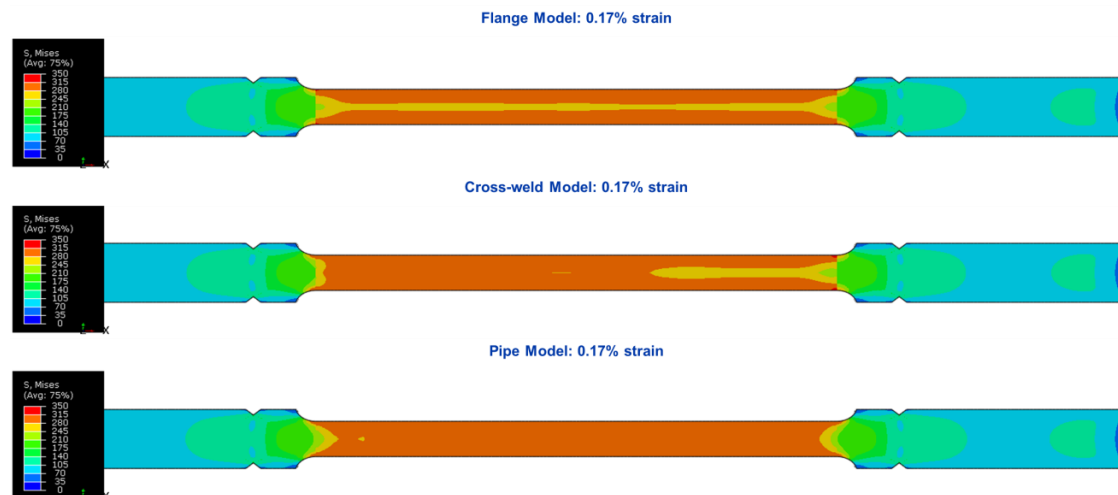 Flange Model: 0.17% strain
S, Mises
(Avg: 75%)
350
315
280
245
210
175
140
105
70
35
0
X
Cross-weld Model: 0.17% strain
S, Mises
(Avg: 75%)
350
315
280
245
210
175
140
105
70
35
0
X
Pipe Model: 0.17% strain
S, Mises
(Avg: 75%)
350
315
280
245
210
175
140
105
70
35
0
X